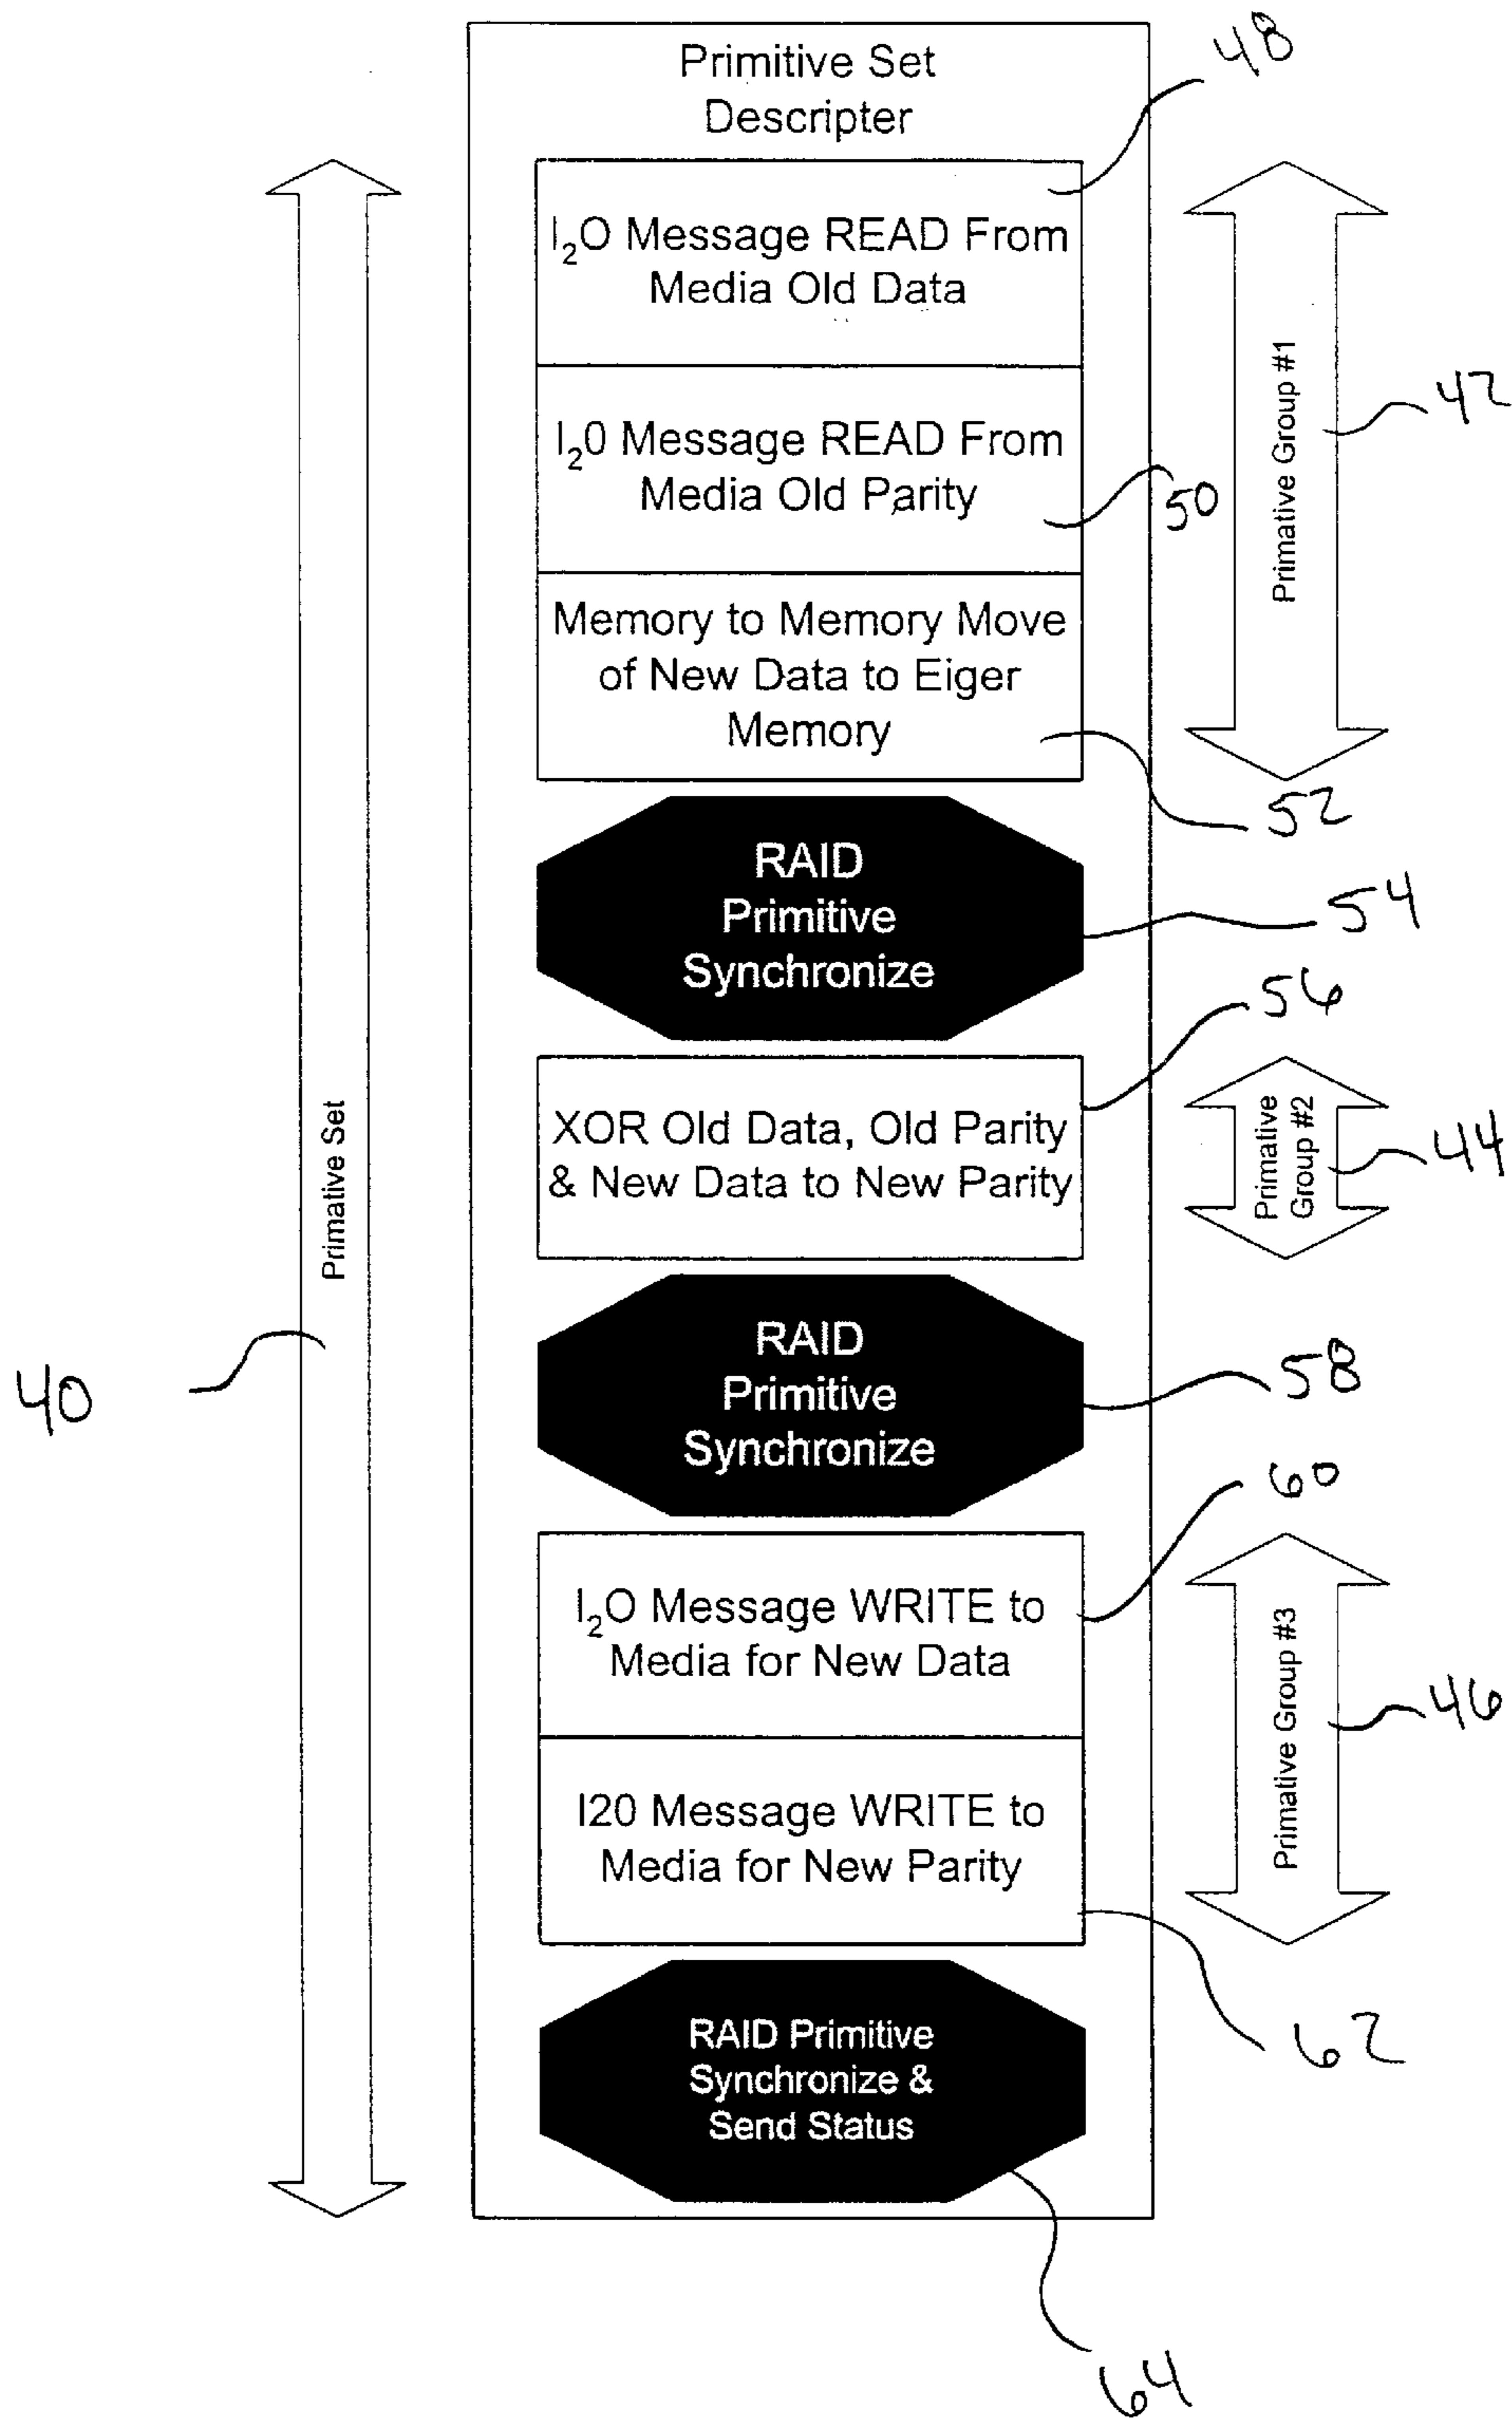 Primitive Set
Descripter
48
I₂O Message READ From
Media Old Data
I₂0 Message READ From
Media Old Parity
50
Memory to Memory Move
of New Data to Eiger
Memory
52
Primative Group #1
42
RAID
Primitive
Synchronize
54
56
XOR Old Data, Old Parity
& New Data to New Parity
Primative
Group #2
44
Primative Set
40
RAID
Primitive
Synchronize
58
60
I₂O Message WRITE to
Media for New Data
I20 Message WRITE to
Media for New Parity
Primative Group #3
46
62
RAID Primitive
Synchronize &
Send Status
64